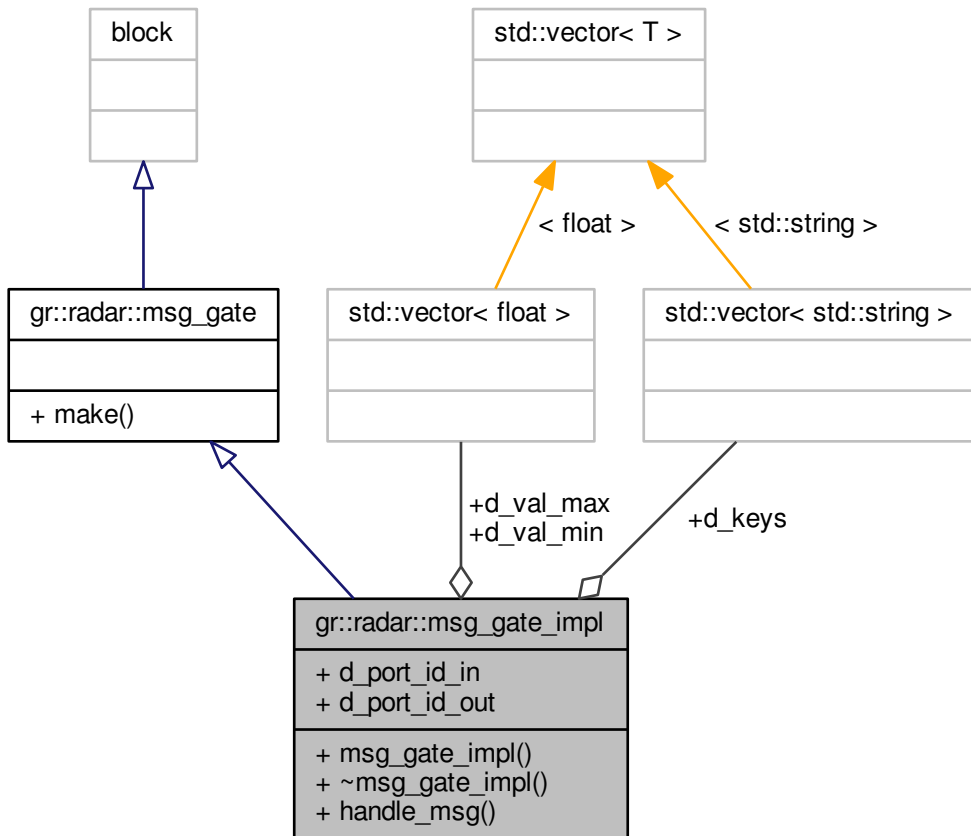 block
std::vector< T >
< float >
< std::string >
gr::radar::msg_gate
+ make()
std::vector< float >
std::vector< std::string >
+d_val_max
+d_val_min
+d_keys
gr::radar::msg_gate_impl
+ d_port_id_in
+ d_port_id_out
+ msg_gate_impl()
+ ~msg_gate_impl()
+ handle_msg()